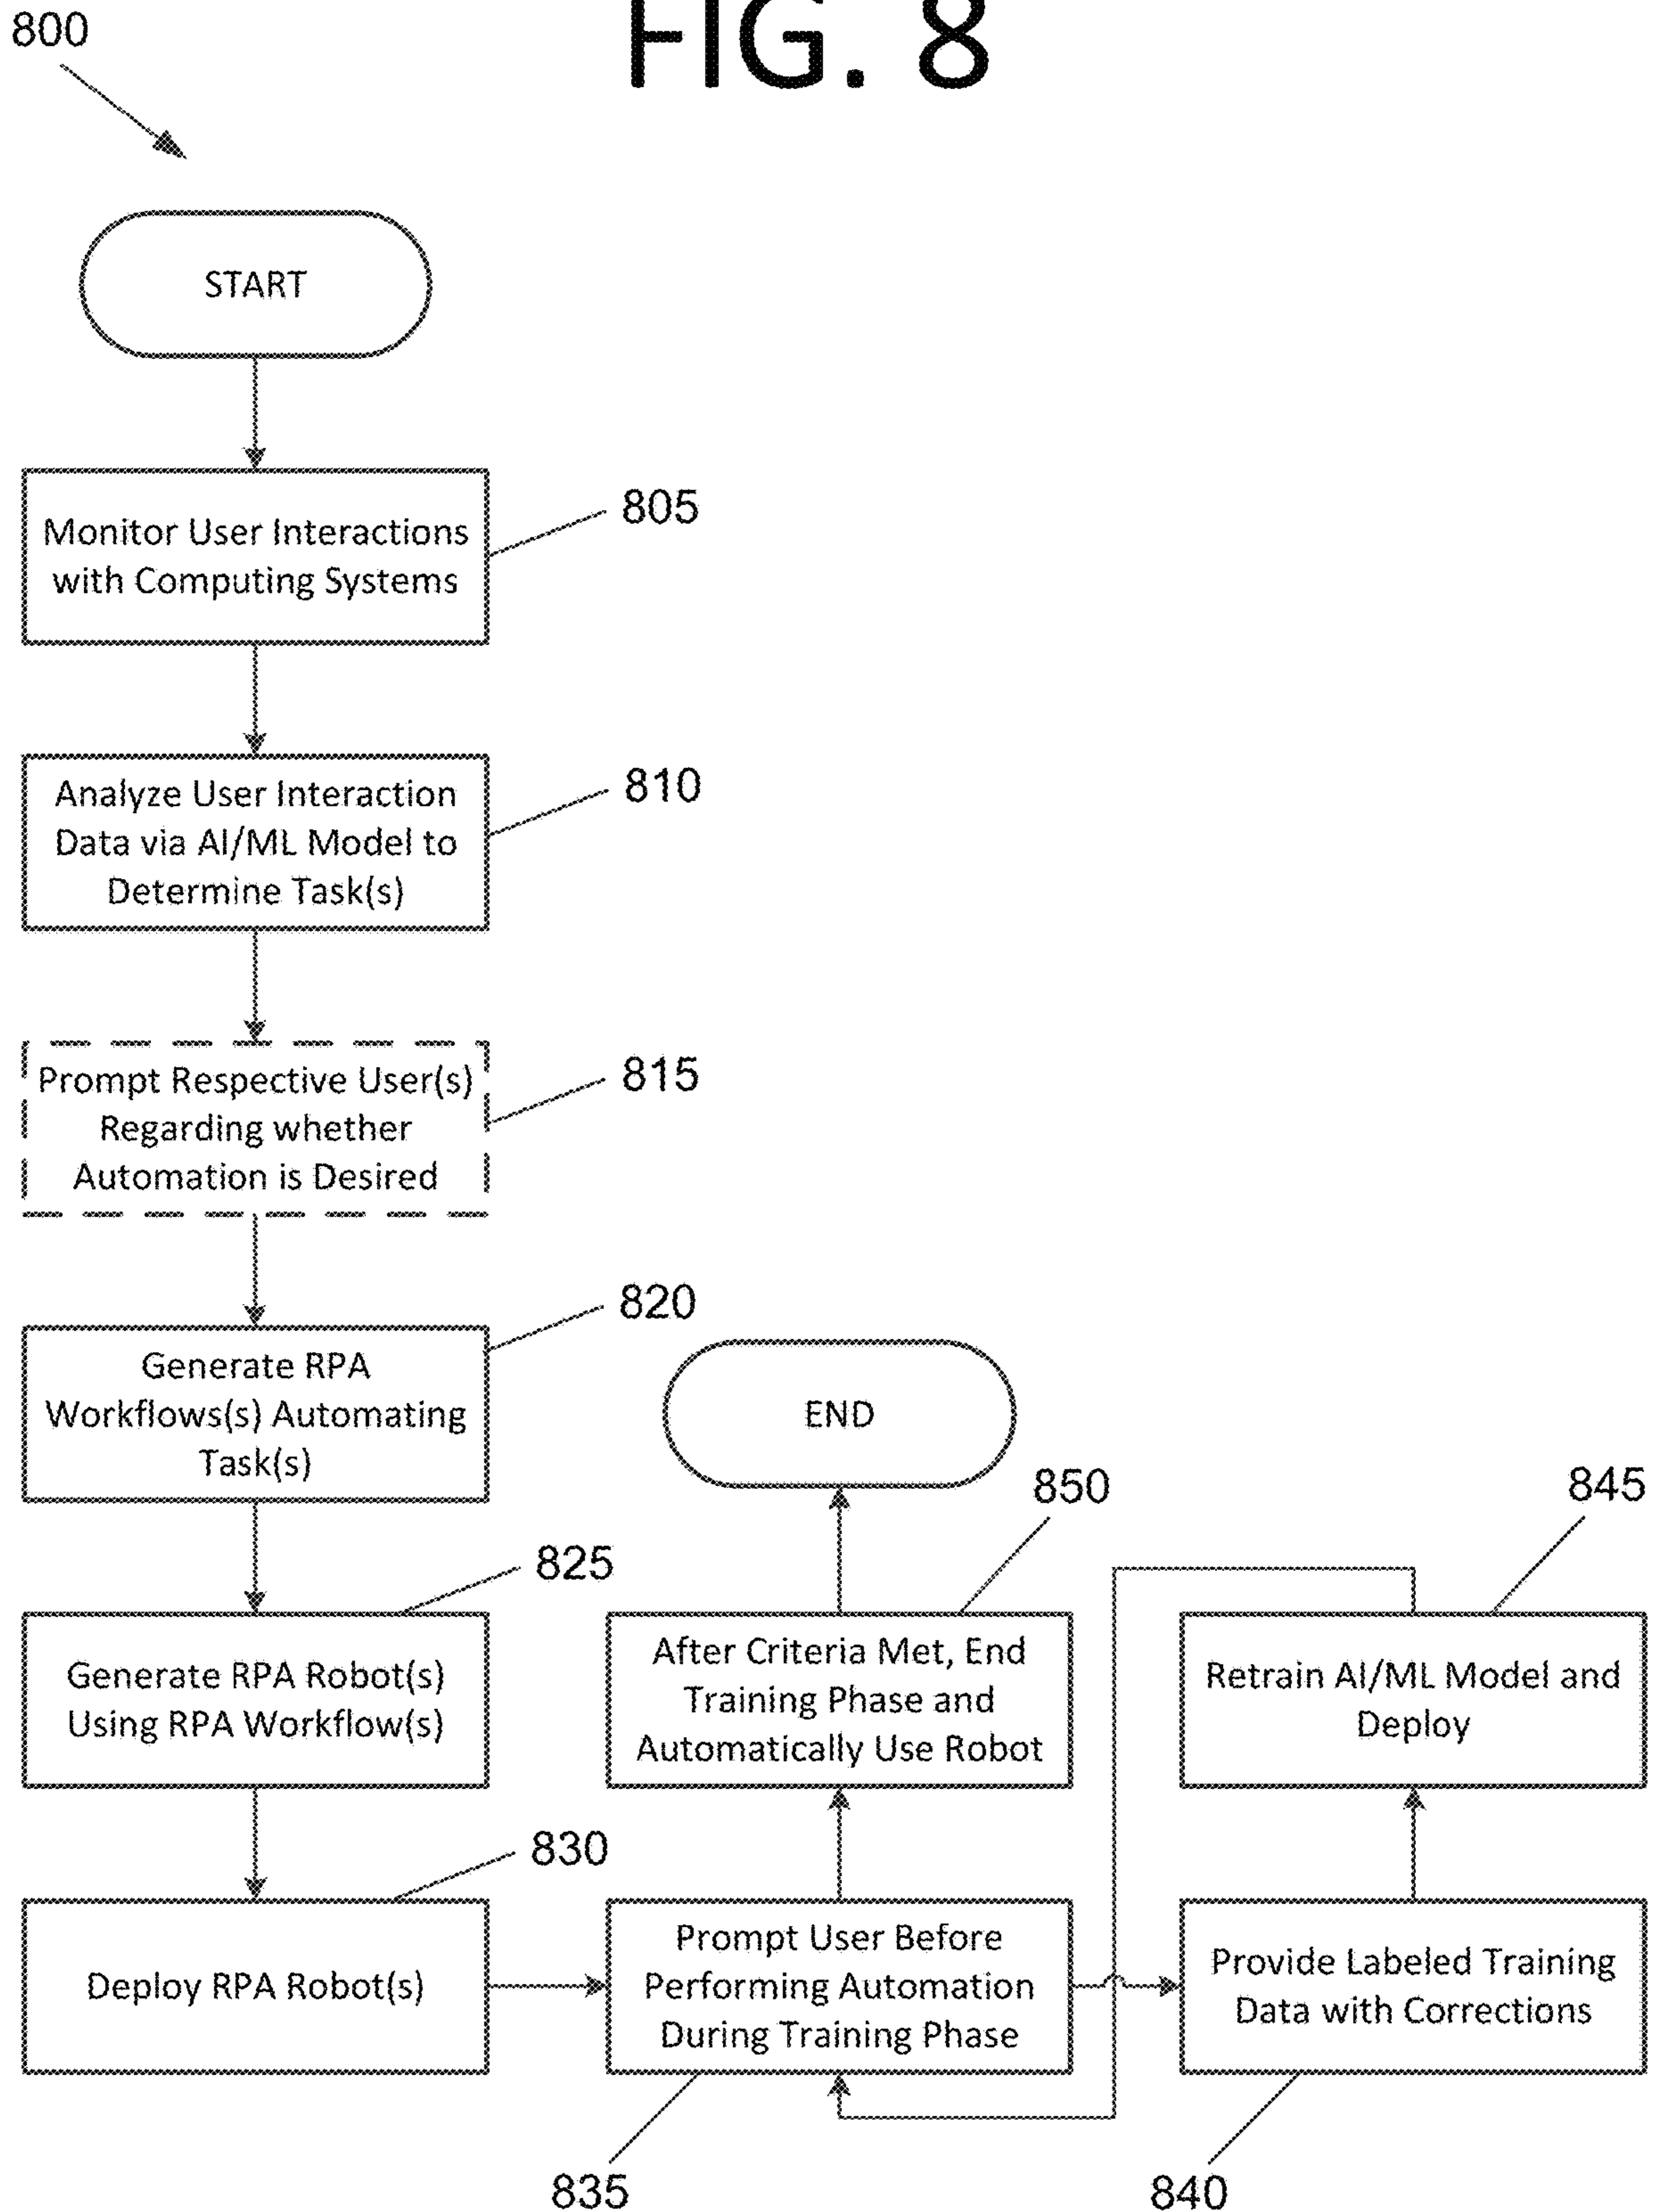 FIG. 8
800
START
Monitor User Interactions
with Computing Systems
805
Analyze User Interaction
Data via AI/ML Model to
Determine Task(s)
810
Prompt Respective User(s)
Regarding whether
Automation is Desired
815
Generate RPA
Workflows(s) Automating
Task(s)
820
Generate RPA Robot(s)
Using RPA Workflow(s)
825
Deploy RPA Robot(s)
830
Prompt User Before
Performing Automation
During Training Phase
835
Provide Labeled Training
Data with Corrections
840
Retrain AI/ML Model and
Deploy
845
After Criteria Met, End
Training Phase and
Automatically Use Robot
850
END